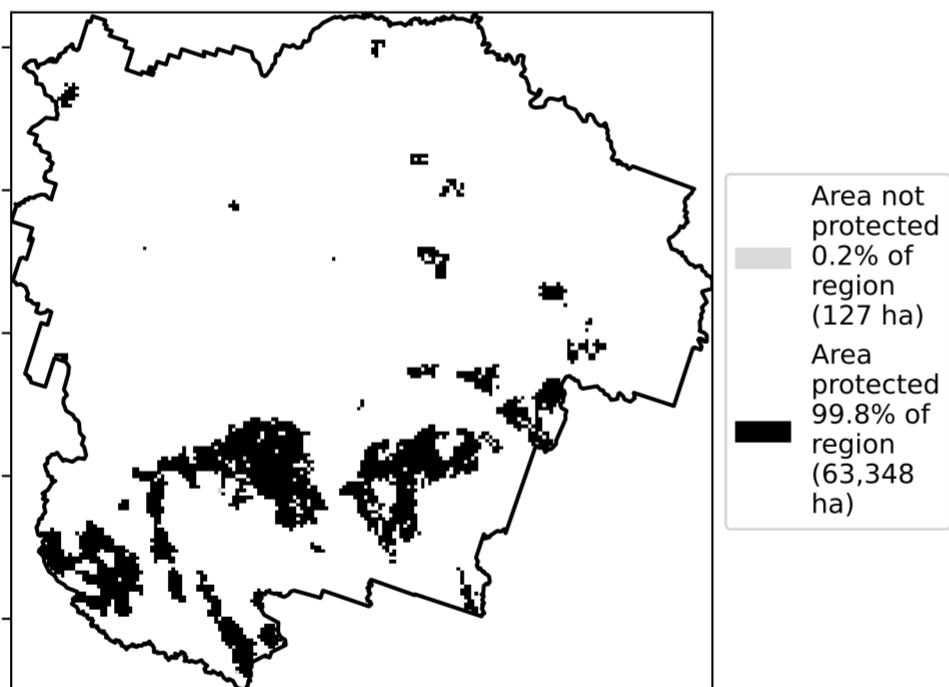 Area not
protected
0.2% of
region
(127 ha)
Area
protected
99.8% of
region
(63,348
ha)